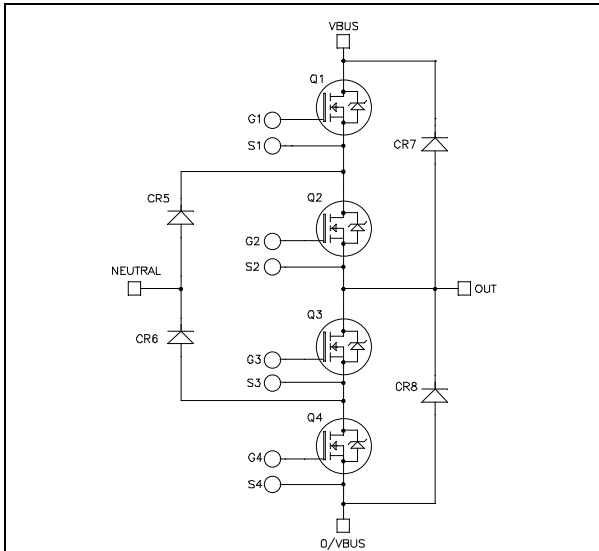 VBUS
Q1
G1
CR7
S1
CR5
Q2
G2
S2
NEUTRAL
OUT
Q3
CR6
G3
S3
CR8
Q4
G4
S4
0/VBUS